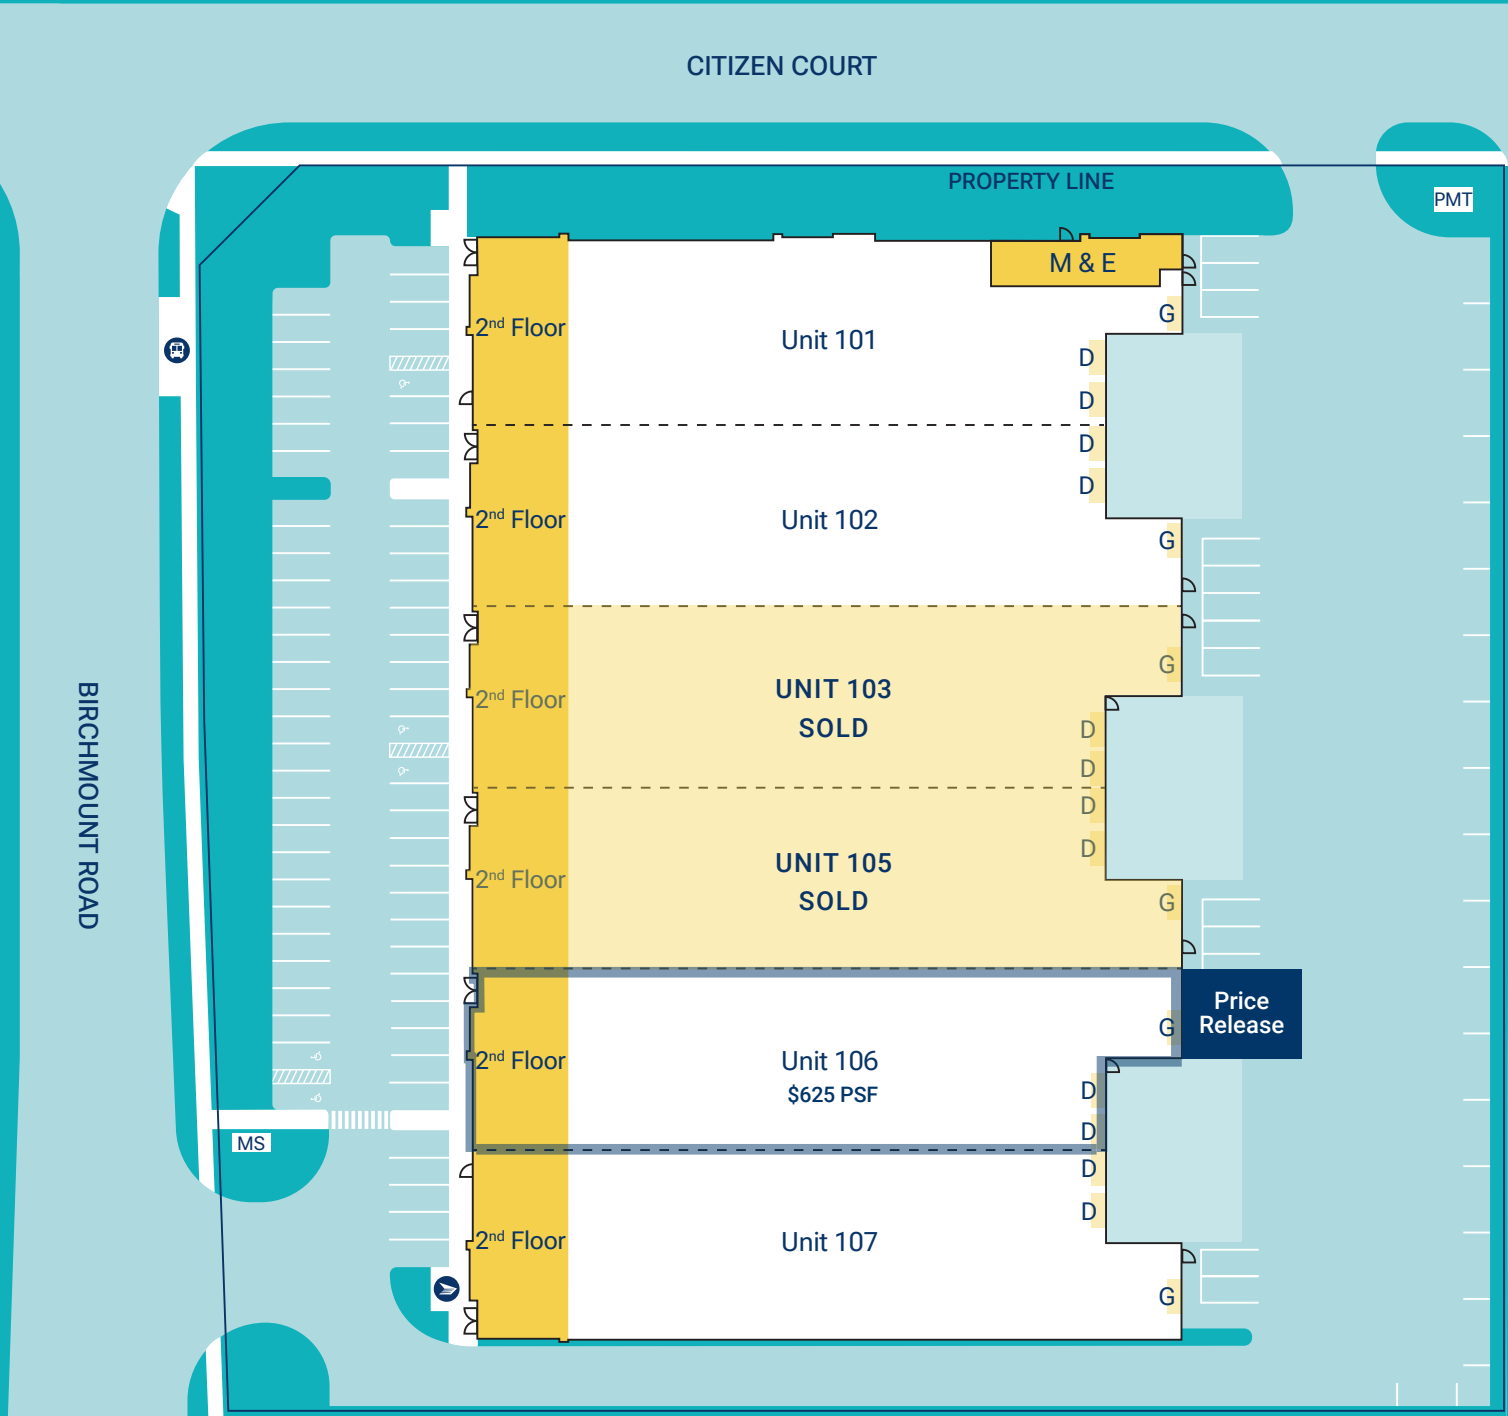 CITIZEN COURT
PROPERTY LINE
PMT
M & E
G
2nd Floor
Unit 101
D
D
D
D
2nd Floor
Unit 102
G
G
2nd Floor
UNIT 103
SOLD
D
D
D
D
BIRCHMOUNT ROAD
2nd Floor
UNIT 105
SOLD
G
Price
Release
G
2nd Floor
Unit 106
$625 PSF
D
D
MS
D
D
2nd Floor
Unit 107
G